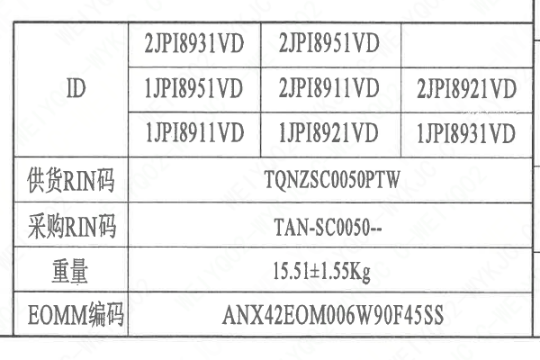 2JPI8931VD 2JPI8951VD
ID 1JPI8951VD 2JPI8911VD 2JPI8921VD
1JPI8911VD 1JPI8921VD 1JPI8931VD
供货RIN码 TQNZSC0050PTW
采购RIN码 TAN-SC0050--
重量 15.51±1.55Kg
EOMM编码 ANX42EOM006W90F45SS